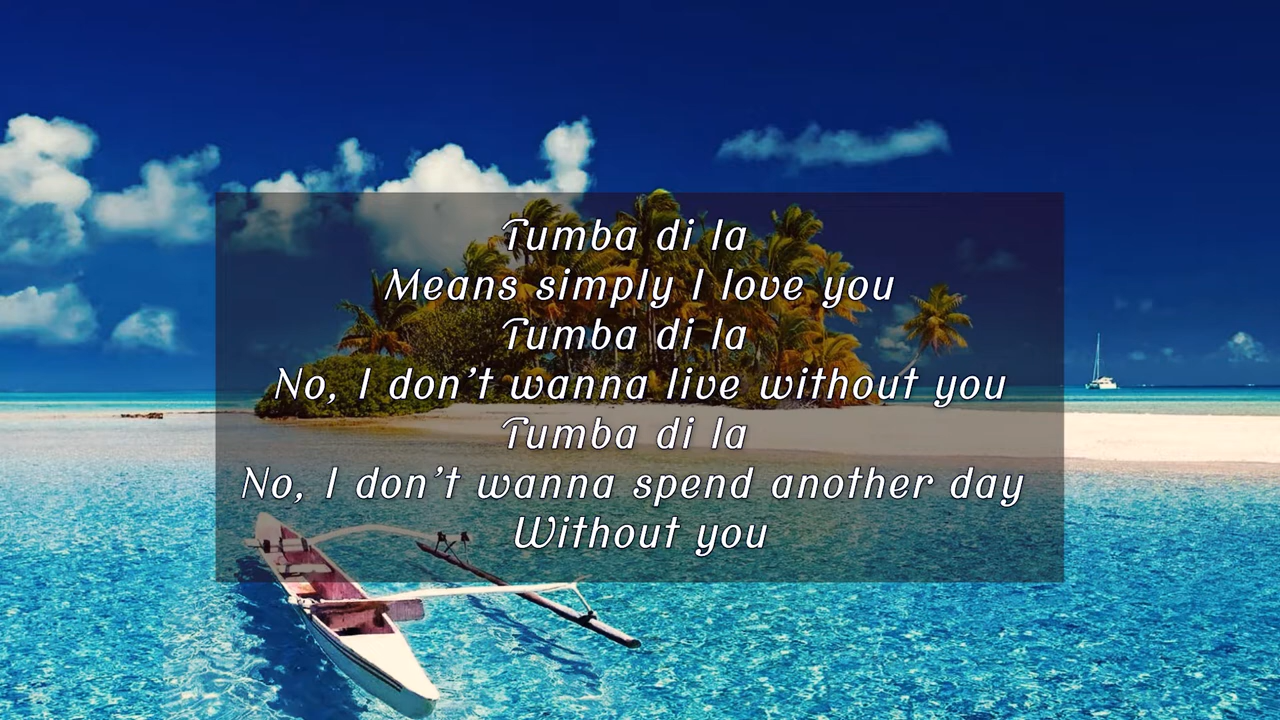 Tumba di la
Means simply I love you
Tumba di la
No, I don't wanna live without you
Tumba di la
No, I don't wanna spend another day
Without you